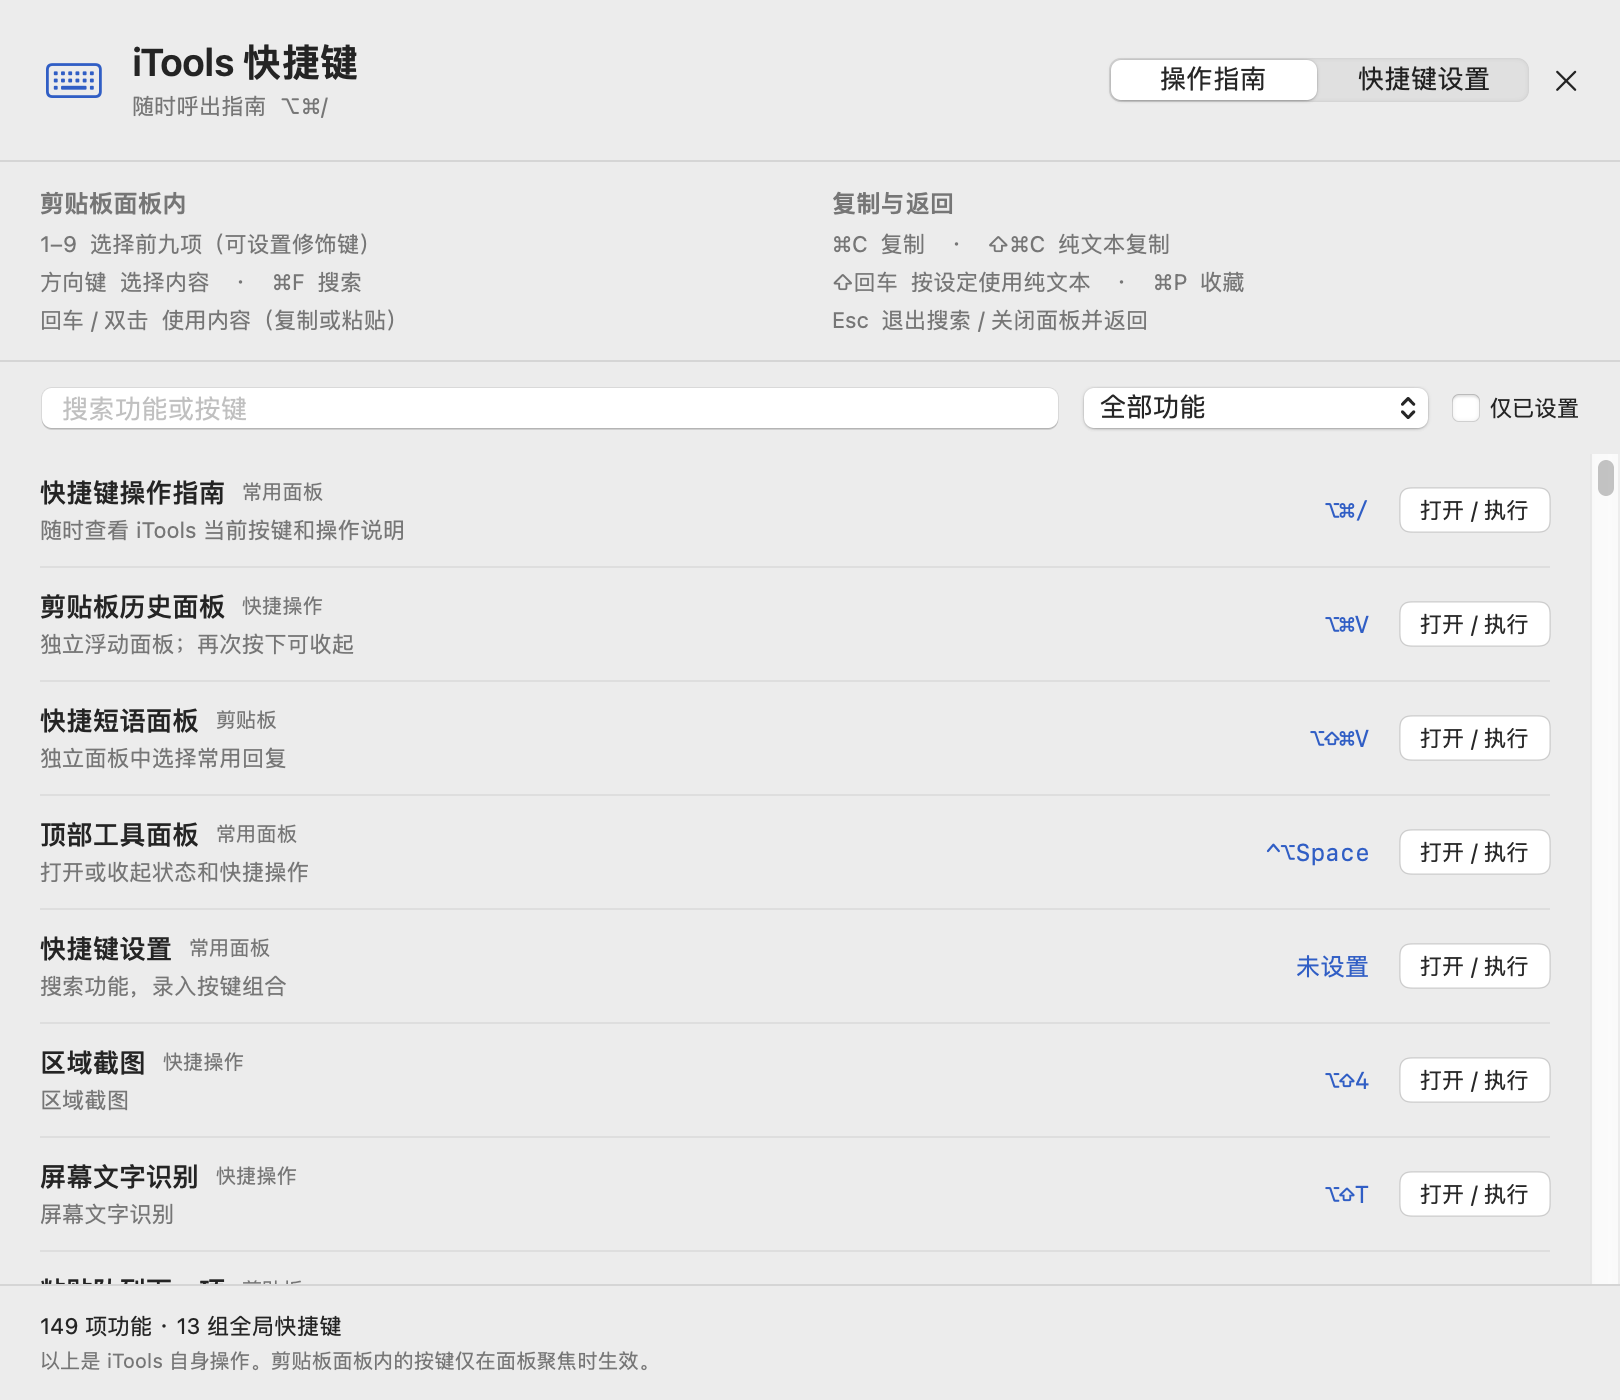 iTools 快捷键
随时呼出指南 ⌥⌘/
操作指南
快捷键设置
剪贴板面板内
1–9 选择前九项（可设置修饰键）
方向键 选择内容 · ⌘F 搜索
回车 / 双击 使用内容（复制或粘贴）
复制与返回
⌘C 复制 · ⇧⌘C 纯文本复制
⇧回车 按设定使用纯文本 · ⌘P 收藏
Esc 退出搜索 / 关闭面板并返回
搜索功能或按键
全部功能
仅已设置
快捷键操作指南 常用面板
随时查看 iTools 当前按键和操作说明
⌥⌘/
打开 / 执行
剪贴板历史面板 快捷操作
独立浮动面板；再次按下可收起
⌥⌘V
打开 / 执行
快捷短语面板 剪贴板
独立面板中选择常用回复
⌥⇧⌘V
打开 / 执行
顶部工具面板 常用面板
打开或收起状态和快捷操作
^⌥Space
打开 / 执行
快捷键设置 常用面板
搜索功能，录入按键组合
未设置
打开 / 执行
区域截图 快捷操作
区域截图
⌥⇧4
打开 / 执行
屏幕文字识别 快捷操作
屏幕文字识别
⌥⇧T
打开 / 执行
149 项功能 · 13 组全局快捷键
以上是 iTools 自身操作。剪贴板面板内的按键仅在面板聚焦时生效。